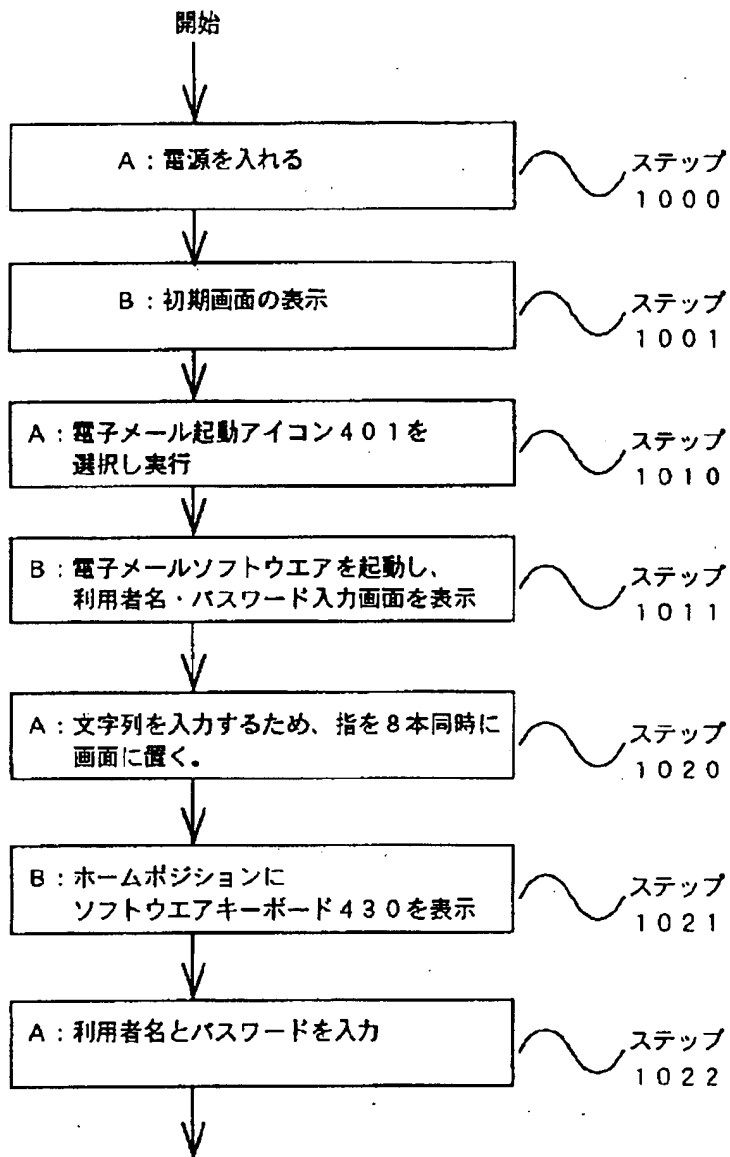 開始
A：電源を入れる
ステップ
１０００
B：初期画面の表示
ステップ
１００１
A：電子メール起動アイコン４０１を
選択し実行
ステップ
１０１０
B：電子メールソフトウエアを起動し、
利用者名・パスワード入力画面を表示
ステップ
１０１１
A：文字列を入力するため、指を８本同時に
画面に置く。
ステップ
１０２０
B：ホームポジションに
ソフトウエアキーボード４３０を表示
ステップ
１０２１
A：利用者名とパスワードを入力
ステップ
１０２２